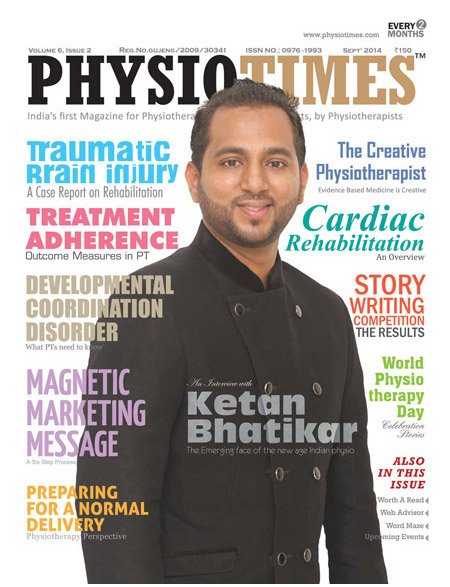 www.physiotimes.com
EVERY 2 MONTHS
VOLUME 6, ISSUE 2 REG.NO.GUJENG/2009/30341 ISSN NO.: 0976-1993 SEPT' 2014 ₹150
PHYSIOTIMES™
India's first Magazine for Physiothera ts, by Physiotherapists
Traumatic
Brain injury
A Case Report on Rehabilitation
TREATMENT
ADHERENCE
Outcome Measures in PT
DEVELOPMENTAL
COORDINATION
DISORDER
What PTs need to know
MAGNETIC
MARKETING
MESSAGE
A Six Step Process
PREPARING
FOR A NORMAL
DELIVERY
Physiotherapy Perspective
The Creative
Physiotherapist
Evidence Based Medicine is Creative
Cardiac
Rehabilitation
An Overview
STORY
WRITING
COMPETITION
THE RESULTS
World
Physio
therapy
Day
Celebration
Stories
An Interview with
Ketan
Bhatikar
The Emerging face of the new age Indian physio
ALSO
IN THIS
ISSUE
Worth A Read
Web Advisor
Word Maze
Upcoming Events